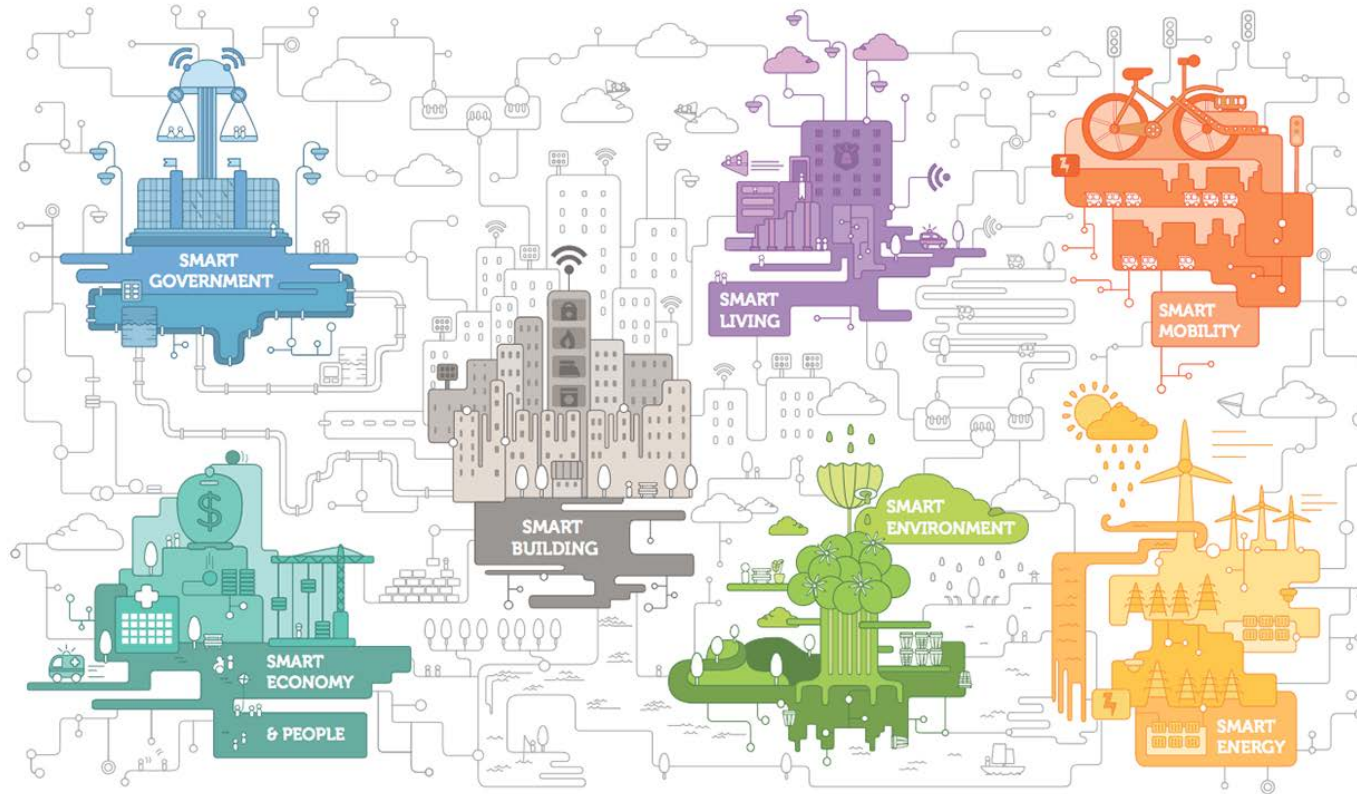 SMART
GOVERNMENT
SMART
LIVING
SMART
MOBILITY
SMART
BUILDING
SMART
ENVIRONMENT
$
SMART
ECONOMY
& PEOPLE
SMART
ENERGY